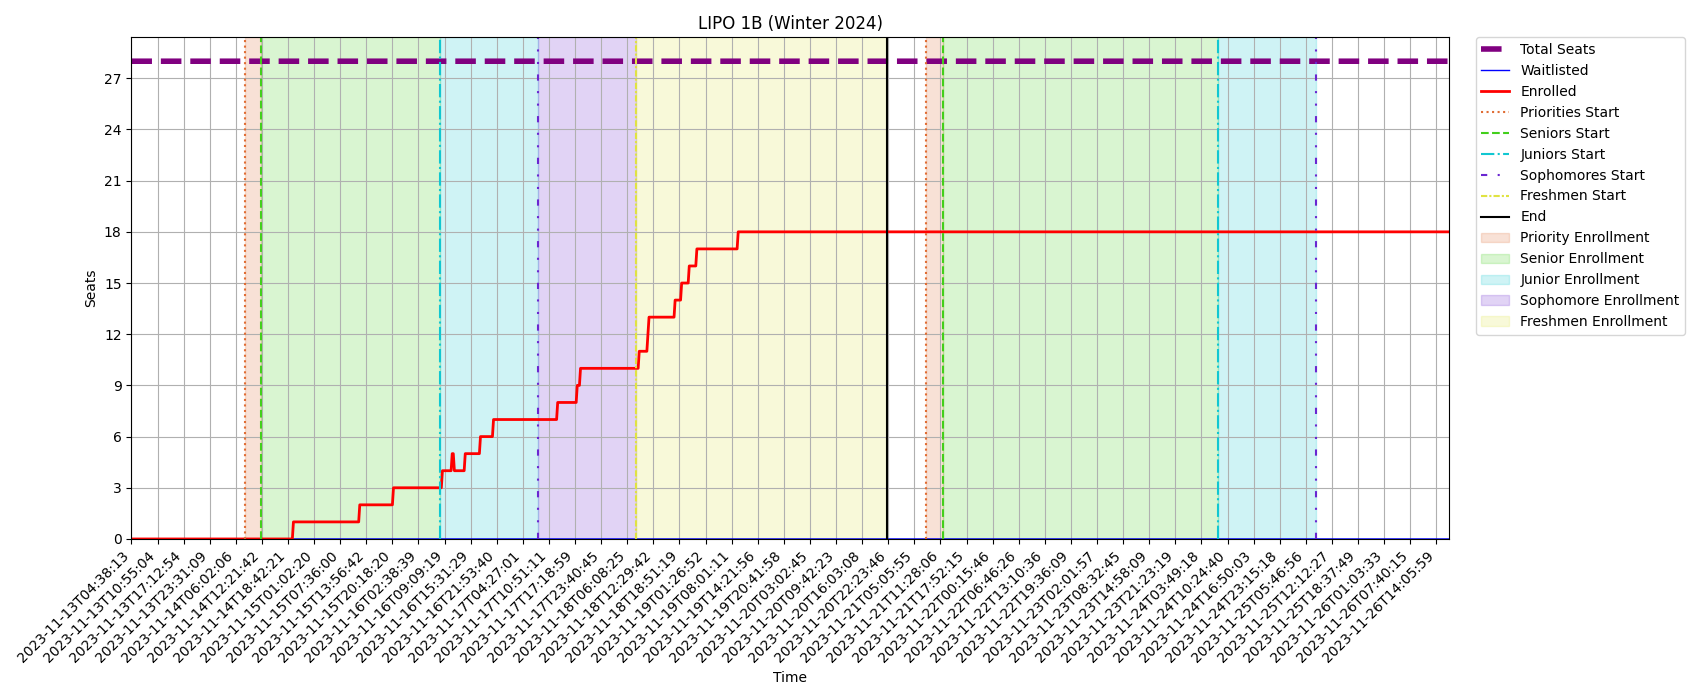 LIPO 1B (Winter 2024)
Seats
27
24
21
18
15
12
9
6
3
0
2023-11-13T04:38:13
2023-11-13T10:55:04
2023-11-13T17:12:54
2023-11-13T23:31:09
2023-11-14T06:02:06
2023-11-14T12:21:42
2023-11-14T18:42:21
2023-11-15T01:02:20
2023-11-15T07:36:00
2023-11-15T13:56:42
2023-11-15T20:18:20
2023-11-16T02:38:39
2023-11-16T09:09:19
2023-11-16T15:31:29
2023-11-16T21:53:40
2023-11-17T04:27:01
2023-11-17T10:51:11
2023-11-17T17:18:59
2023-11-17T23:40:45
2023-11-18T06:08:25
2023-11-18T12:29:42
2023-11-18T18:51:19
2023-11-19T01:26:52
2023-11-19T08:01:11
2023-11-19T14:21:56
2023-11-19T20:41:58
2023-11-20T03:02:45
2023-11-20T09:42:23
2023-11-20T16:03:08
2023-11-20T22:23:46
2023-11-21T05:05:55
2023-11-21T11:28:06
2023-11-21T17:52:15
2023-11-22T00:15:46
2023-11-22T06:46:26
2023-11-22T13:10:36
2023-11-22T19:36:09
2023-11-23T02:01:57
2023-11-23T08:32:45
2023-11-23T14:58:09
2023-11-23T21:23:19
2023-11-24T03:49:18
2023-11-24T10:24:40
2023-11-24T16:50:03
2023-11-24T23:15:18
2023-11-25T05:46:56
2023-11-25T12:12:27
2023-11-25T18:37:49
2023-11-26T01:03:33
2023-11-26T07:40:15
2023-11-26T14:05:59
Time
Total Seats
Waitlisted
Enrolled
Priorities Start
Seniors Start
Juniors Start
Sophomores Start
Freshmen Start
End
Priority Enrollment
Senior Enrollment
Junior Enrollment
Sophomore Enrollment
Freshmen Enrollment